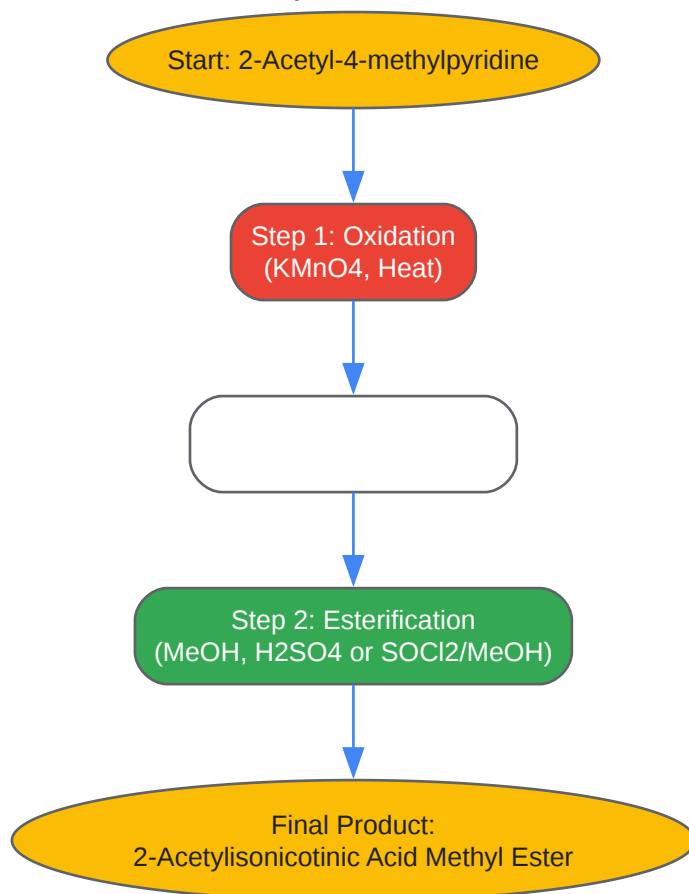 Start: 2-Acetyl-4-methylpyridine
Step 1: Oxidation
(KMnO4, Heat)
Step 2: Esterification
(MeOH, H2SO4 or SOCl2/MeOH)
Final Product:
2-Acetylisonicotinic Acid Methyl Ester